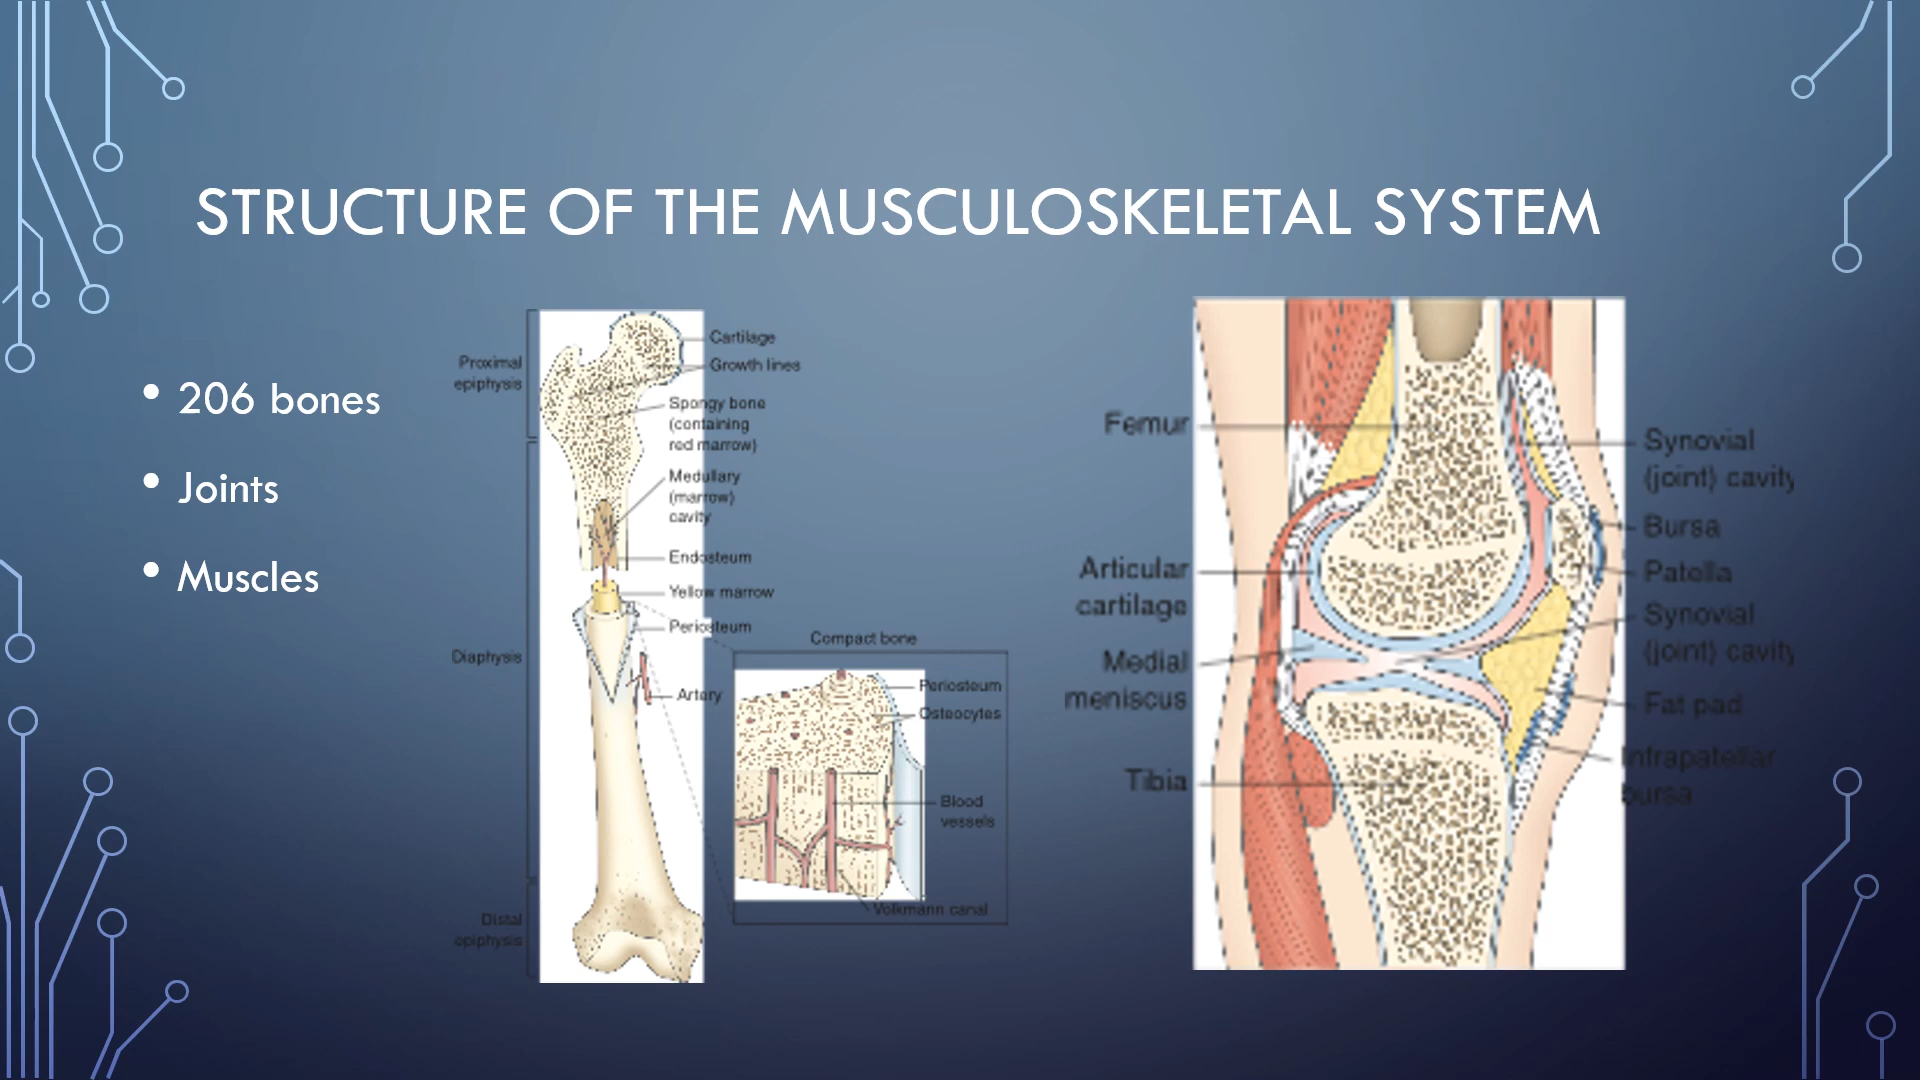 STRUCTURE OF THE MUSCULOSKELETAL SYSTEM
• 206 bones
• Joints
• Muscles
Proximal
epiphysis
Diaphysis
Distal
epiphysis
Cartilage
Growth lines
Spongy bone
(containing
red marrow)
Medullary
(marrow)
cavity
Endosteum
Yellow marrow
Periosteum
Artery
Compact bone
Periosteum
Osteocytes
Blood
vessels
Volkmann canal
Femur
Articular
cartilage
Medial
meniscus
Tibia
Synovial
(joint) cavity
Bursa
Patella
Synovial
(joint) cavity
Fat pad
Infrapatellar
bursa